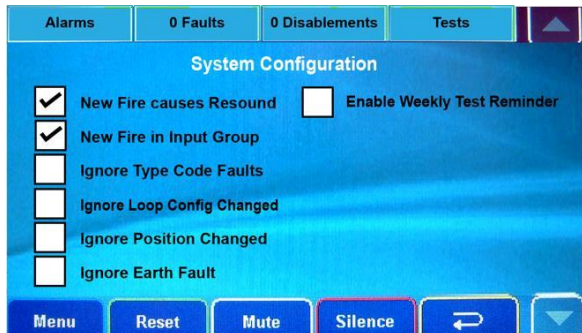 Alarms
0 Faults
0 Disablements
Tests
System Configuration
New Fire causes Resound
Enable Weekly Test Reminder
New Fire in Input Group
Ignore Type Code Faults
Ignore Loop Config Changed
Ignore Position Changed
Ignore Earth Fault
Menu
Reset
Mute
Silence